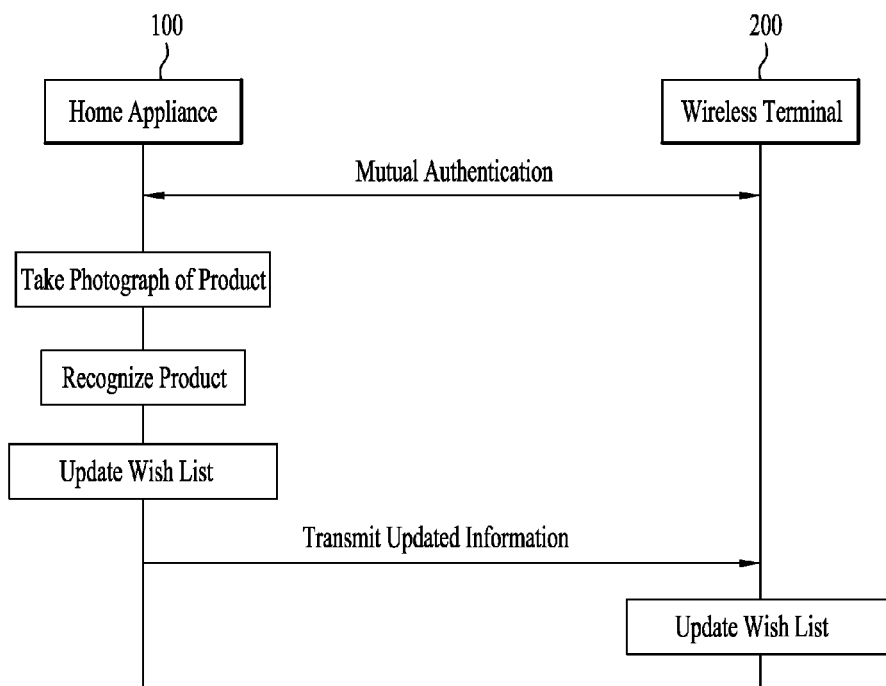 100
200
Home Appliance
Wireless Terminal
Mutual Authentication
Take Photograph of Product
Recognize Product
Update Wish List
Transmit Updated Information
Update Wish List